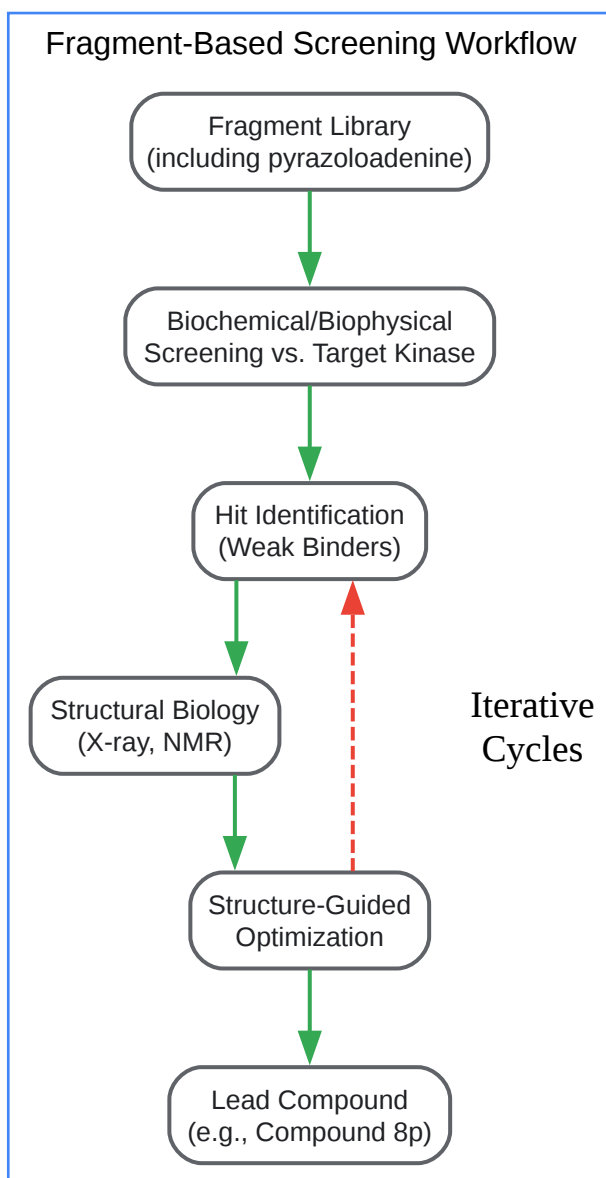 Fragment-Based Screening Workflow
Fragment Library
(including pyrazoloadenine)
Biochemical/Biophysical
Screening vs. Target Kinase
Hit Identification
(Weak Binders)
Structural Biology
(X-ray, NMR)
Iterative
Cycles
Structure-Guided
Optimization
Lead Compound
(e.g., Compound 8p)